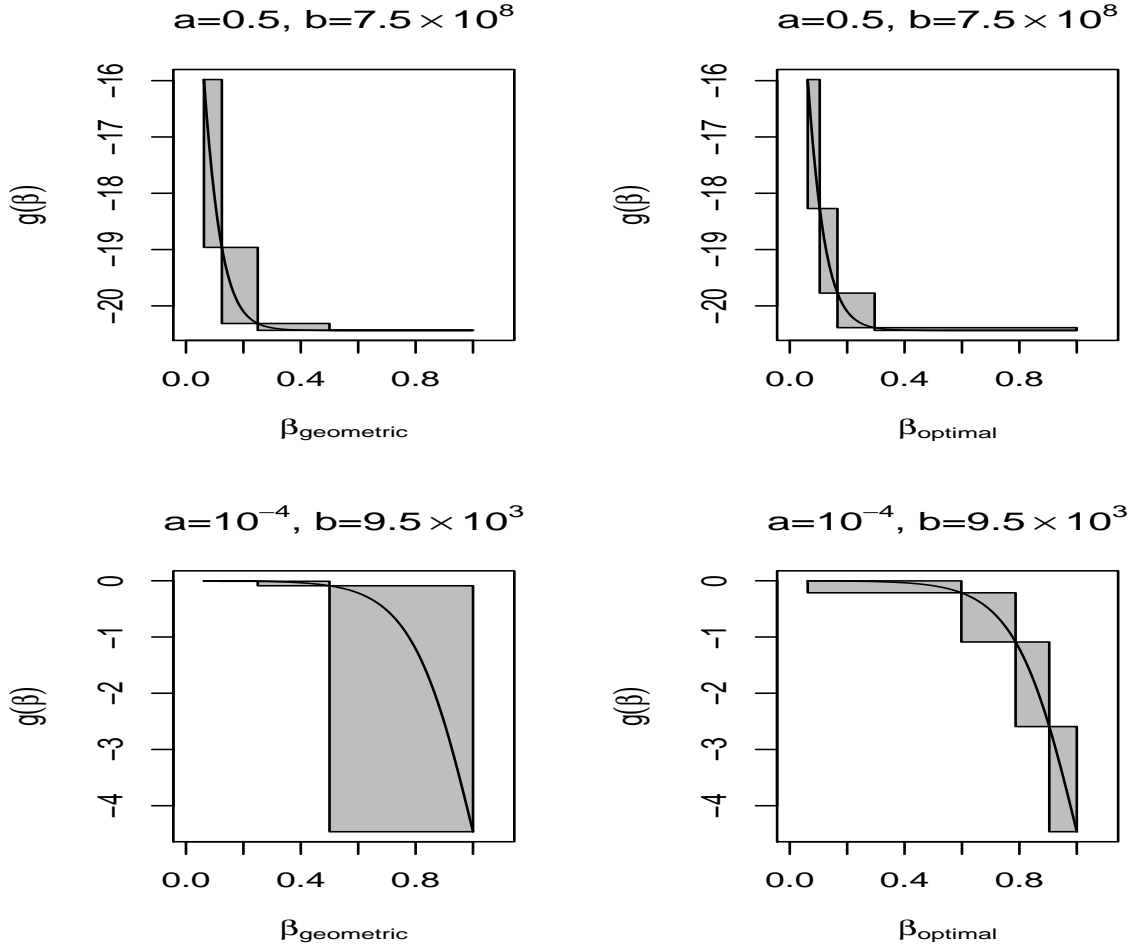 a=0.5, b=7.5×10⁸
g(β)
−16
−17
−18
−19
−20
0.0 0.4 0.8
βgeometric
a=0.5, b=7.5×10⁸
g(β)
−16
−17
−18
−19
−20
0.0 0.4 0.8
βoptimal
a=10⁻⁴, b=9.5×10³
g(β)
0
−1
−2
−3
−4
0.0 0.4 0.8
βgeometric
a=10⁻⁴, b=9.5×10³
g(β)
0
−1
−2
−3
−4
0.0 0.4 0.8
βoptimal